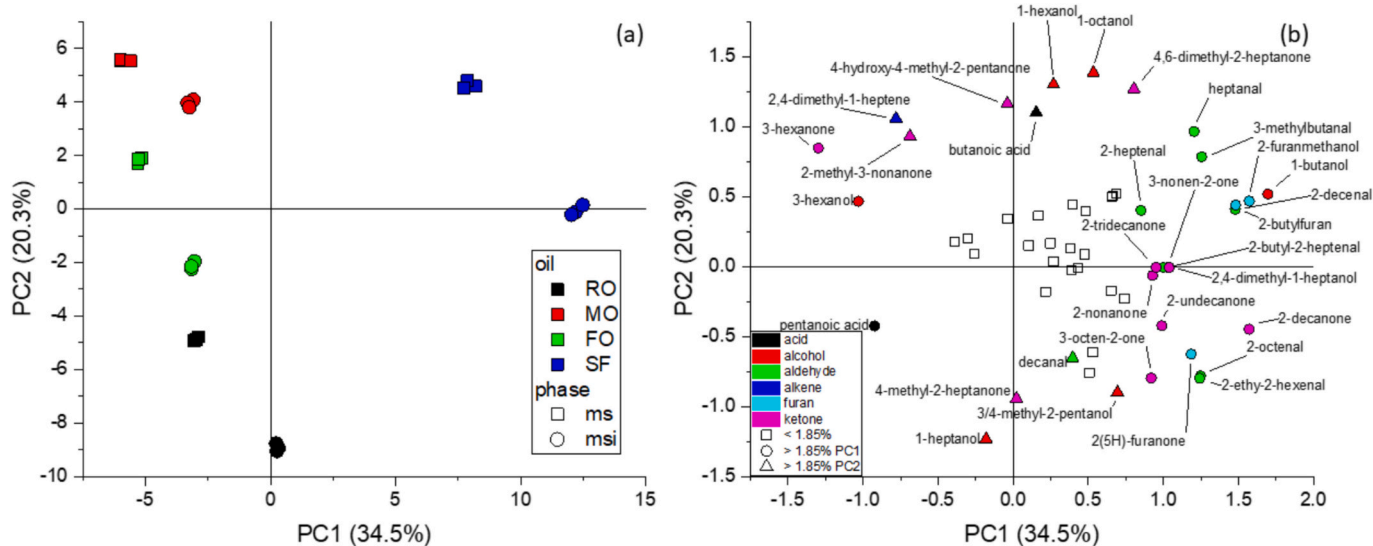 (a)
6
4
2
0
-2
-4
-6
-8
-10
-5
0
5
10
15
PC2 (20.3%)
PC1 (34.5%)
oil
RO
MO
FO
SF
phase
ms
msi
(b)
1-hexanol
1-octanol
4-hydroxy-4-methyl-2-pentanone
4,6-dimethyl-2-heptanone
2,4-dimethyl-1-heptene
heptanal
3-hexanone
butanoic acid
2-heptenal
3-methylbutanal
2-furanmethanol
1-butanol
2-methyl-3-nonanone
3-nonen-2-one
2-decenal
3-hexanol
2-tridecanone
2-butylfuran
2-butyl-2-heptenal
2,4-dimethyl-1-heptanol
2-undecanone
2-nonanone
2-decanone
pentanoic acid
3-octen-2-one
decanal
2-octenal
2-ethy-2-hexenal
4-methyl-2-heptanone
3/4-methyl-2-pentanol
1-heptanol
2(5H)-furanone
acid
alcohol
aldehyde
alkene
furan
ketone
< 1.85%
> 1.85% PC1
> 1.85% PC2
1.5
1.0
0.5
0.0
-0.5
-1.0
-1.5
-1.5
-1.0
-0.5
0.0
0.5
1.0
1.5
2.0
PC2 (20.3%)
PC1 (34.5%)